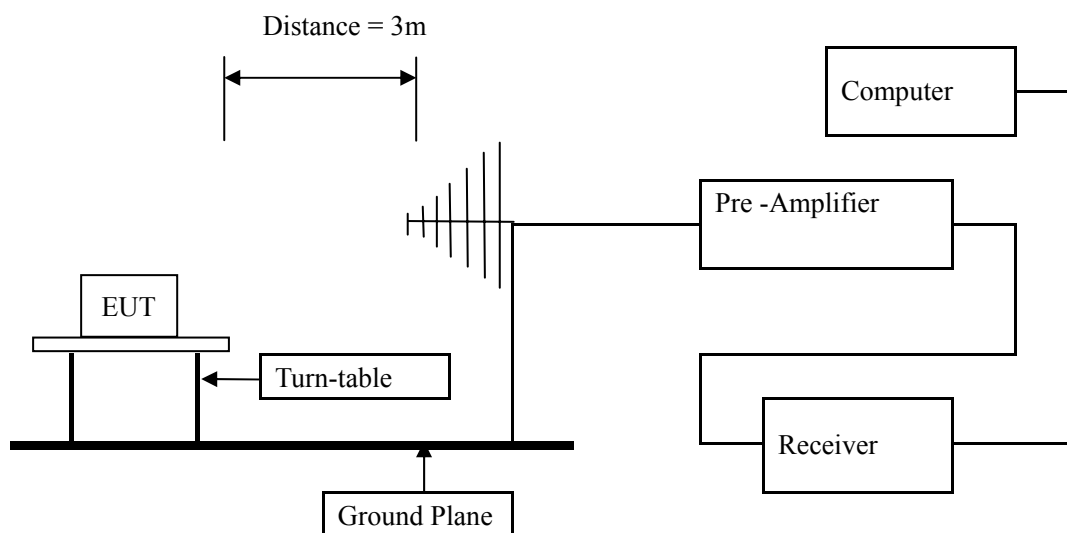 Distance = 3m
Computer
Pre -Amplifier
EUT
Turn-table
Receiver
Ground Plane